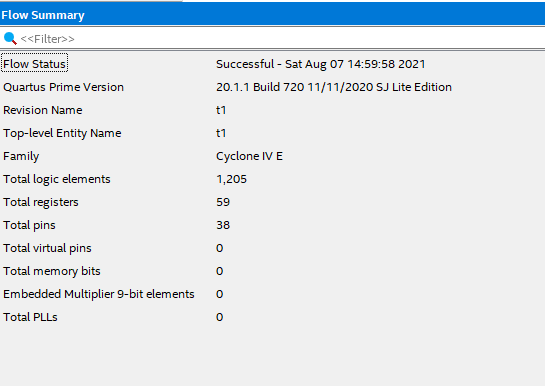 Flow Summary
<<Filter>>
Flow Status Successful - Sat Aug 07 14:59:58 2021
Quartus Prime Version 20.1.1 Build 720 11/11/2020 SJ Lite Edition
Revision Name t1
Top-level Entity Name t1
Family Cyclone IV E
Total logic elements 1,205
Total registers 59
Total pins 38
Total virtual pins 0
Total memory bits 0
Embedded Multiplier 9-bit elements 0
Total PLLs 0